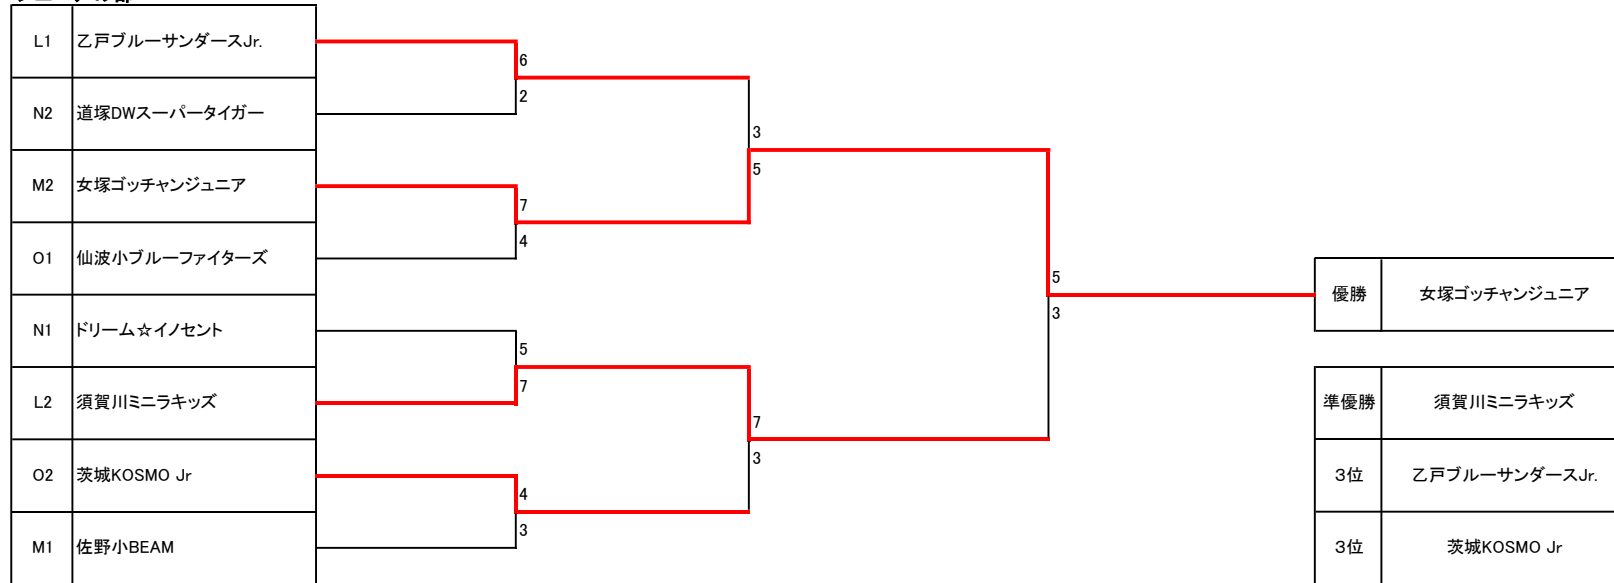 L1 乙戸ブルーサンダースJr.
6
2
N2 道塚DWスーパータイガー
3
5
M2 女塚ゴッチャンジュニア
7
4
O1 仙波小ブルーファイターズ
5
3
優勝 女塚ゴッチャンジュニア
N1 ドリーム☆イノセント
5
7
L2 須賀川ミニラキッズ
準優勝 須賀川ミニラキッズ
7
3
O2 茨城KOSMO Jr
3位 乙戸ブルーサンダースJr.
4
3
M1 佐野小BEAM
3位 茨城KOSMO Jr